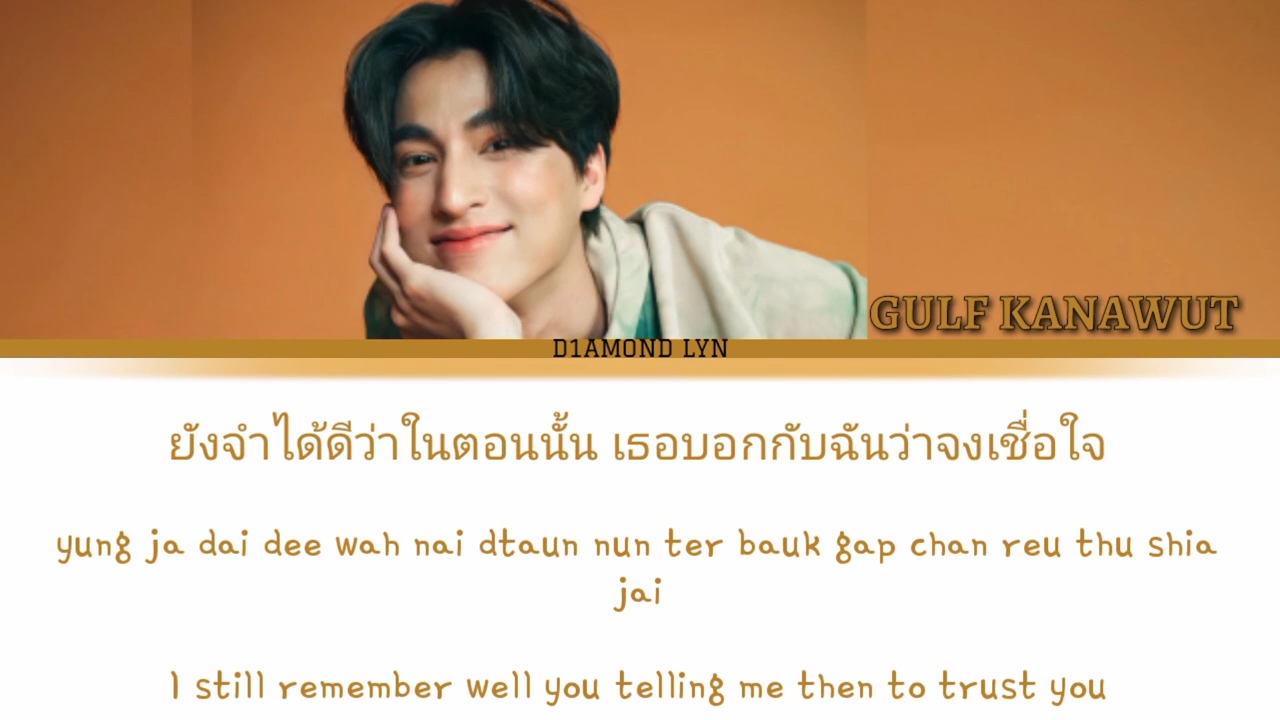 GULF KANAWUT
D1AMOND LYN
ยังจำได้ดีว่าในตอนนั้น เธอบอกกับฉันว่าจงเชื่อใจ
yung ja dai dee wah nai dtaun nun ter bauk gap chan reu thu shia
jai
I still remember well you telling me then to trust you